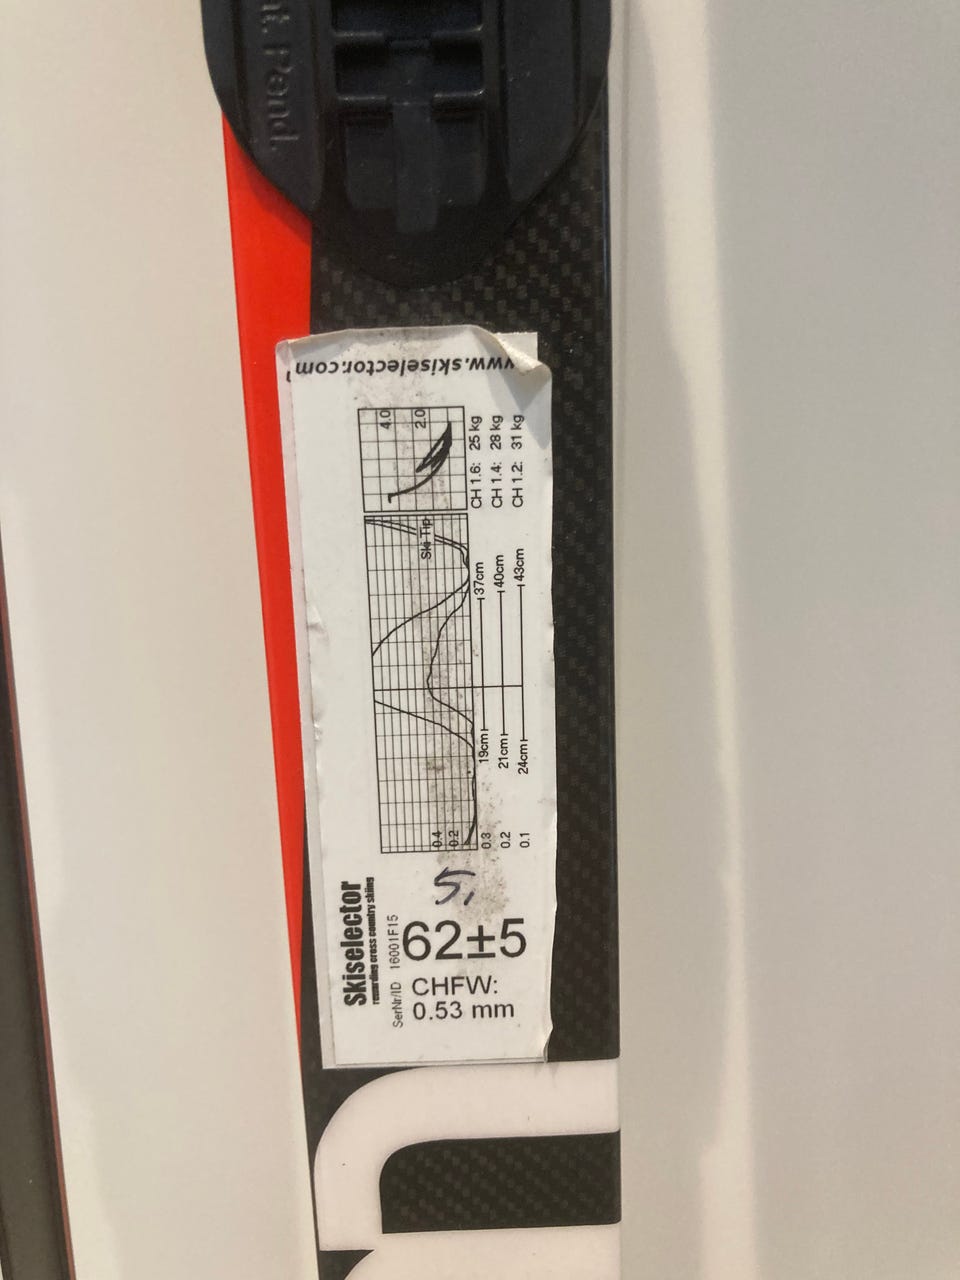 t. Pend.
www.skiselector.com
4.0
2.0
CH 1.6: 25 kg
CH 1.4: 28 kg
CH 1.2: 31 kg
Ski Tip
37cm
40cm
43cm
19cm
21cm
24cm
0.4
0.2
0.3
0.2
0.1
5,
Skiselector
rewarding cross country skiing
SerNr/ID 16001F15
62±5
CHFW:
0.53 mm